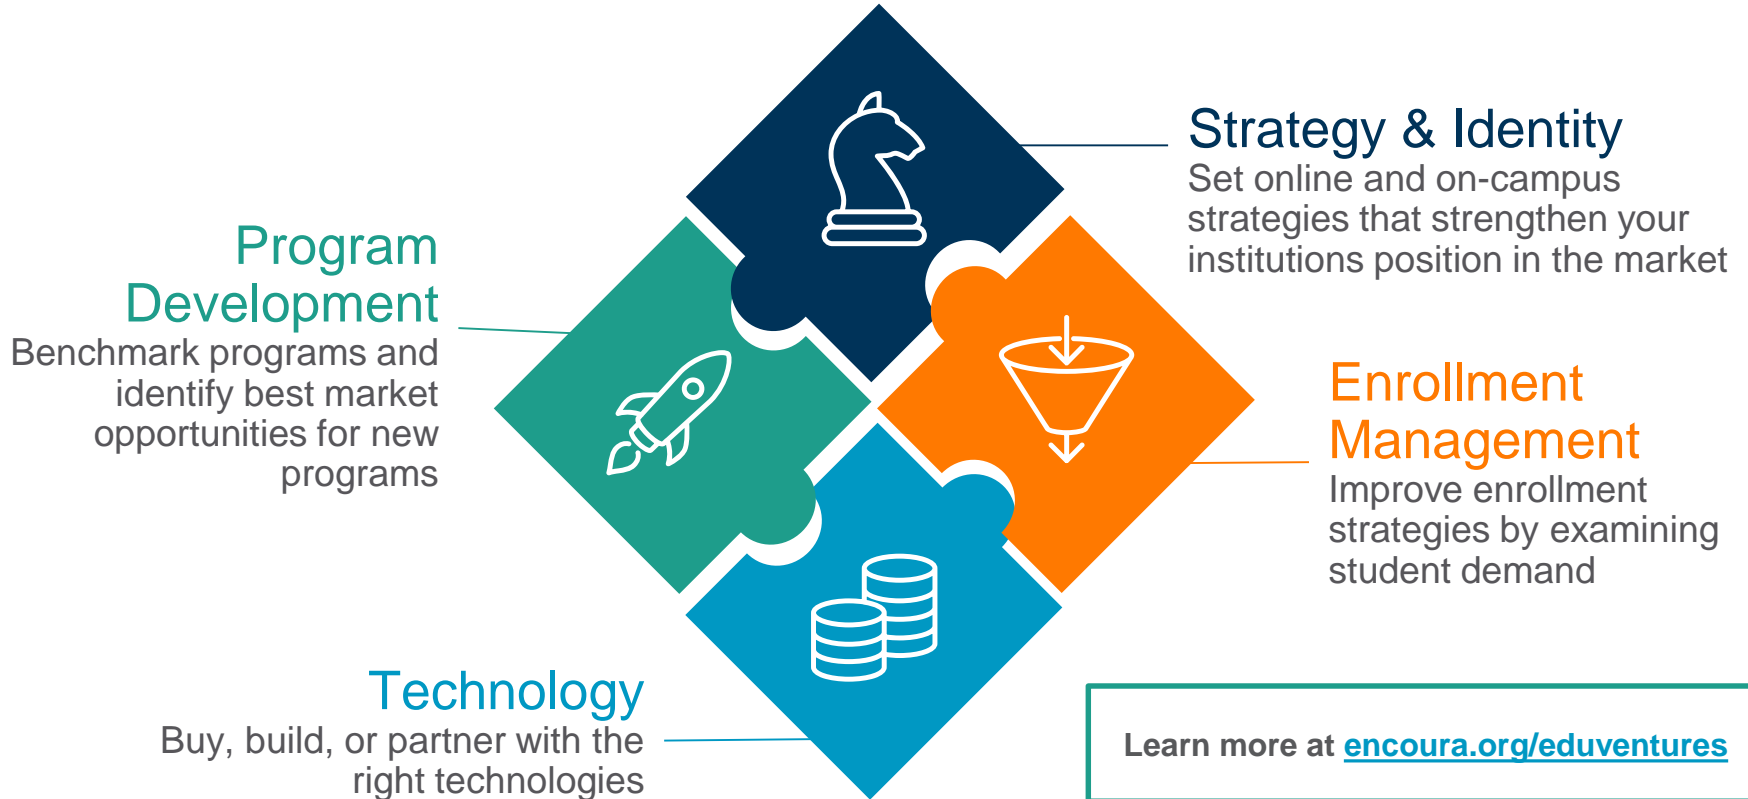 Strategy & Identity
Set online and on-campus
strategies that strengthen your
institutions position in the market
Program
Development
Benchmark programs and
identify best market
opportunities for new
programs
Enrollment
Management
Improve enrollment
strategies by examining
student demand
Technology
Buy, build, or partner with the
right technologies
Learn more at encoura.org/eduventures